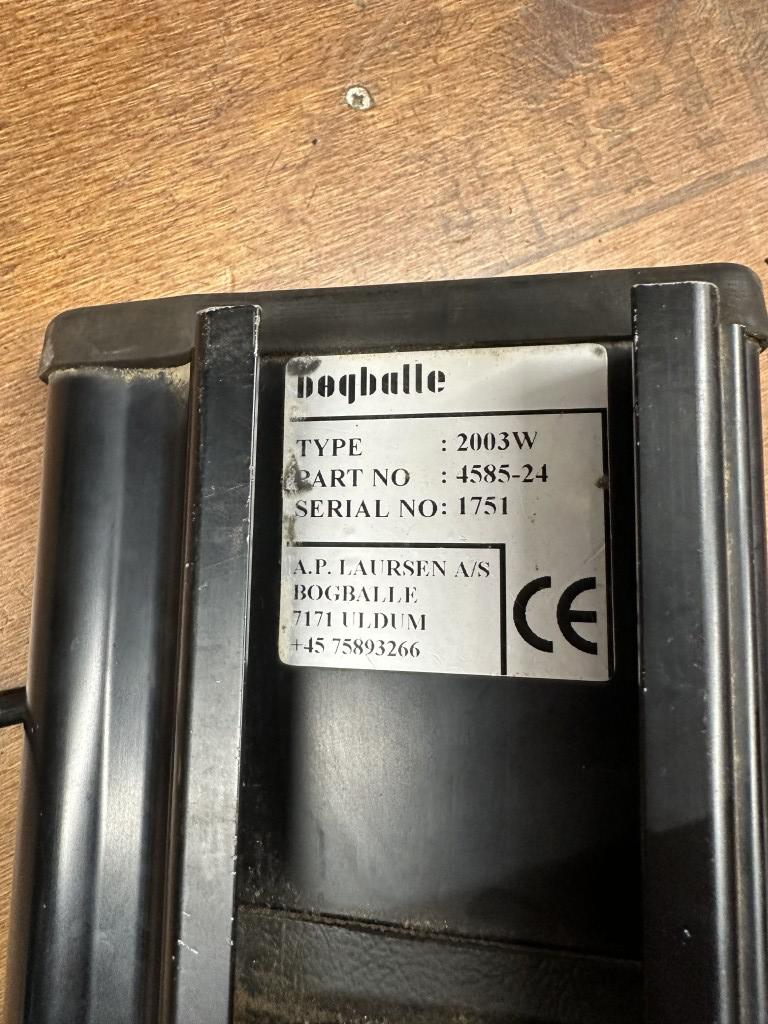 Bogballe
TYPE : 2003W
PART NO : 4585-24
SERIAL NO: 1751
A.P. LAURSEN A/S
BOGBALLE
7171 ULDUM
+45 75893266
CE